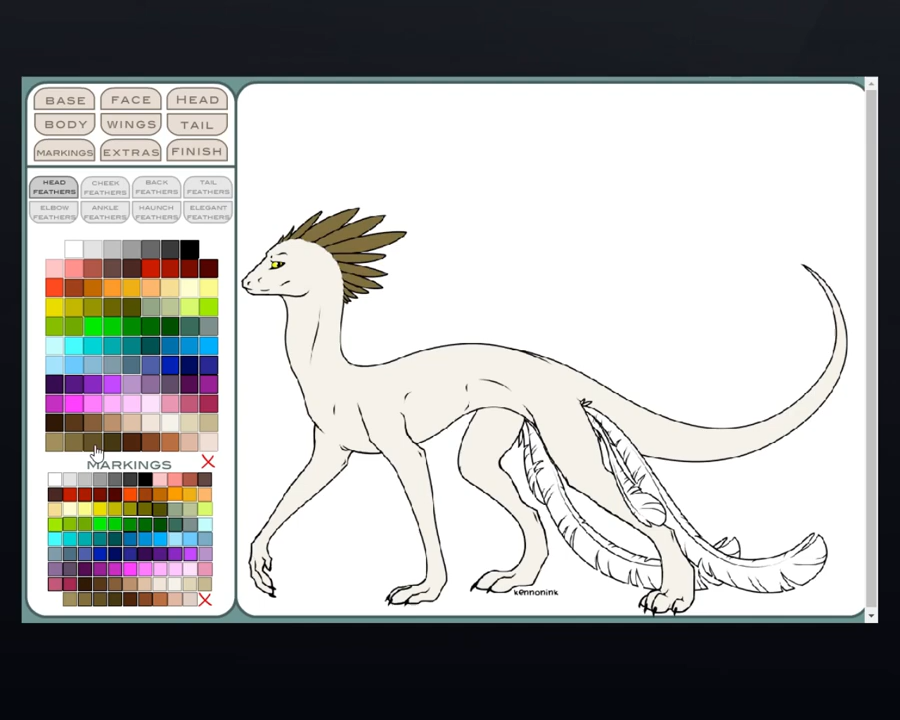 BASE FACE HEAD
BODY WINGS TAIL
MARKINGS EXTRAS FINISH
HEAD FEATHERS
CHEEK FEATHERS
BACK FEATHERS
TAIL FEATHERS
ELBOW FEATHERS
ANKLE FEATHERS
HAUNCH FEATHERS
ELEGANT FEATHERS
MARKINGS
kennonink